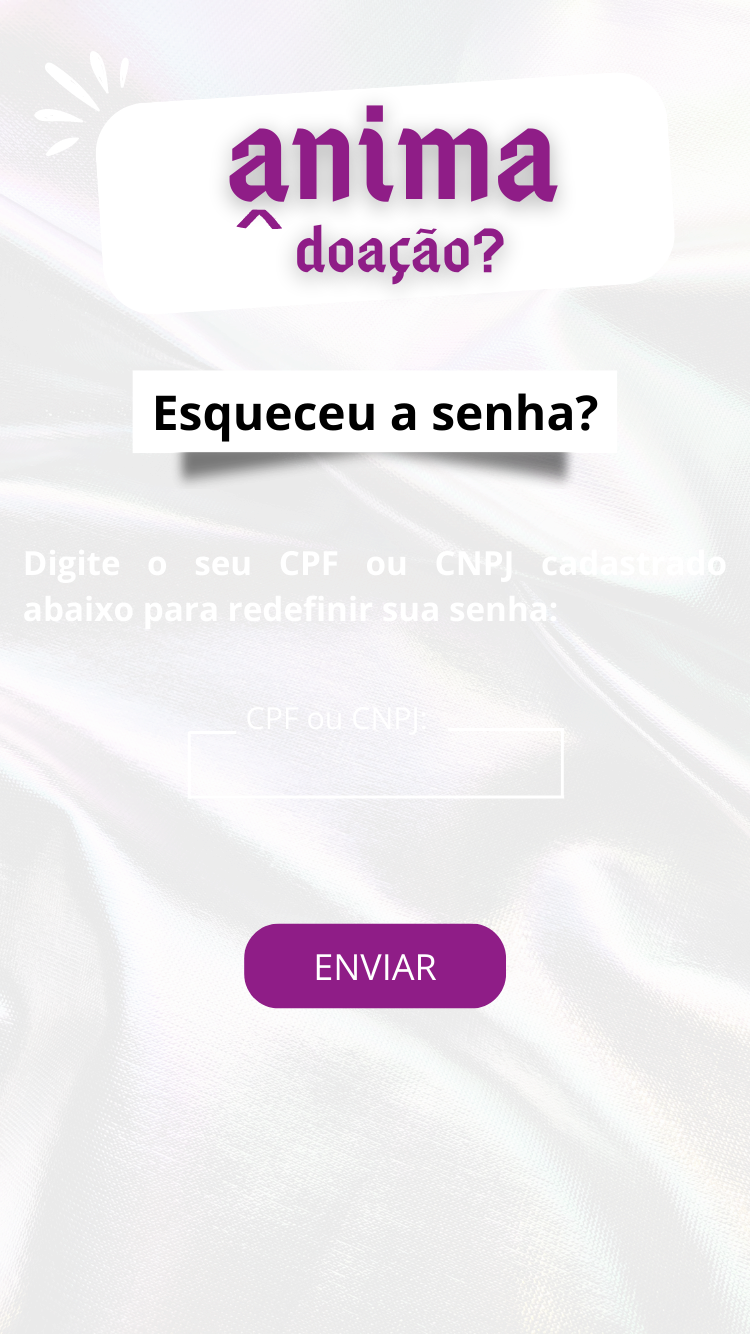 anima
doação?
Esqueceu a senha?
Digite o seu CPF ou CNPJ cadastrado
abaixo para redefinir sua senha:
CPF ou CNPJ:
ENVIAR